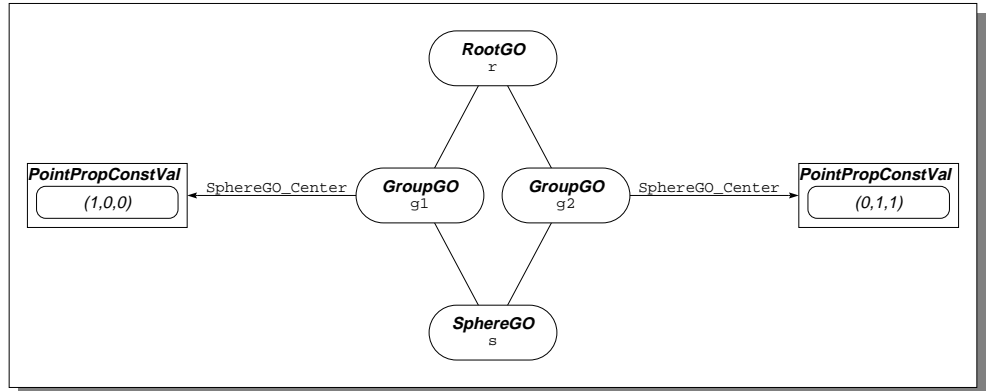 RootGO
r
PointPropConstVal
(1,0,0)
SphereGO_Center
GroupGO
g1
GroupGO
g2
SphereGO_Center
PointPropConstVal
(0,1,1)
SphereGO
s